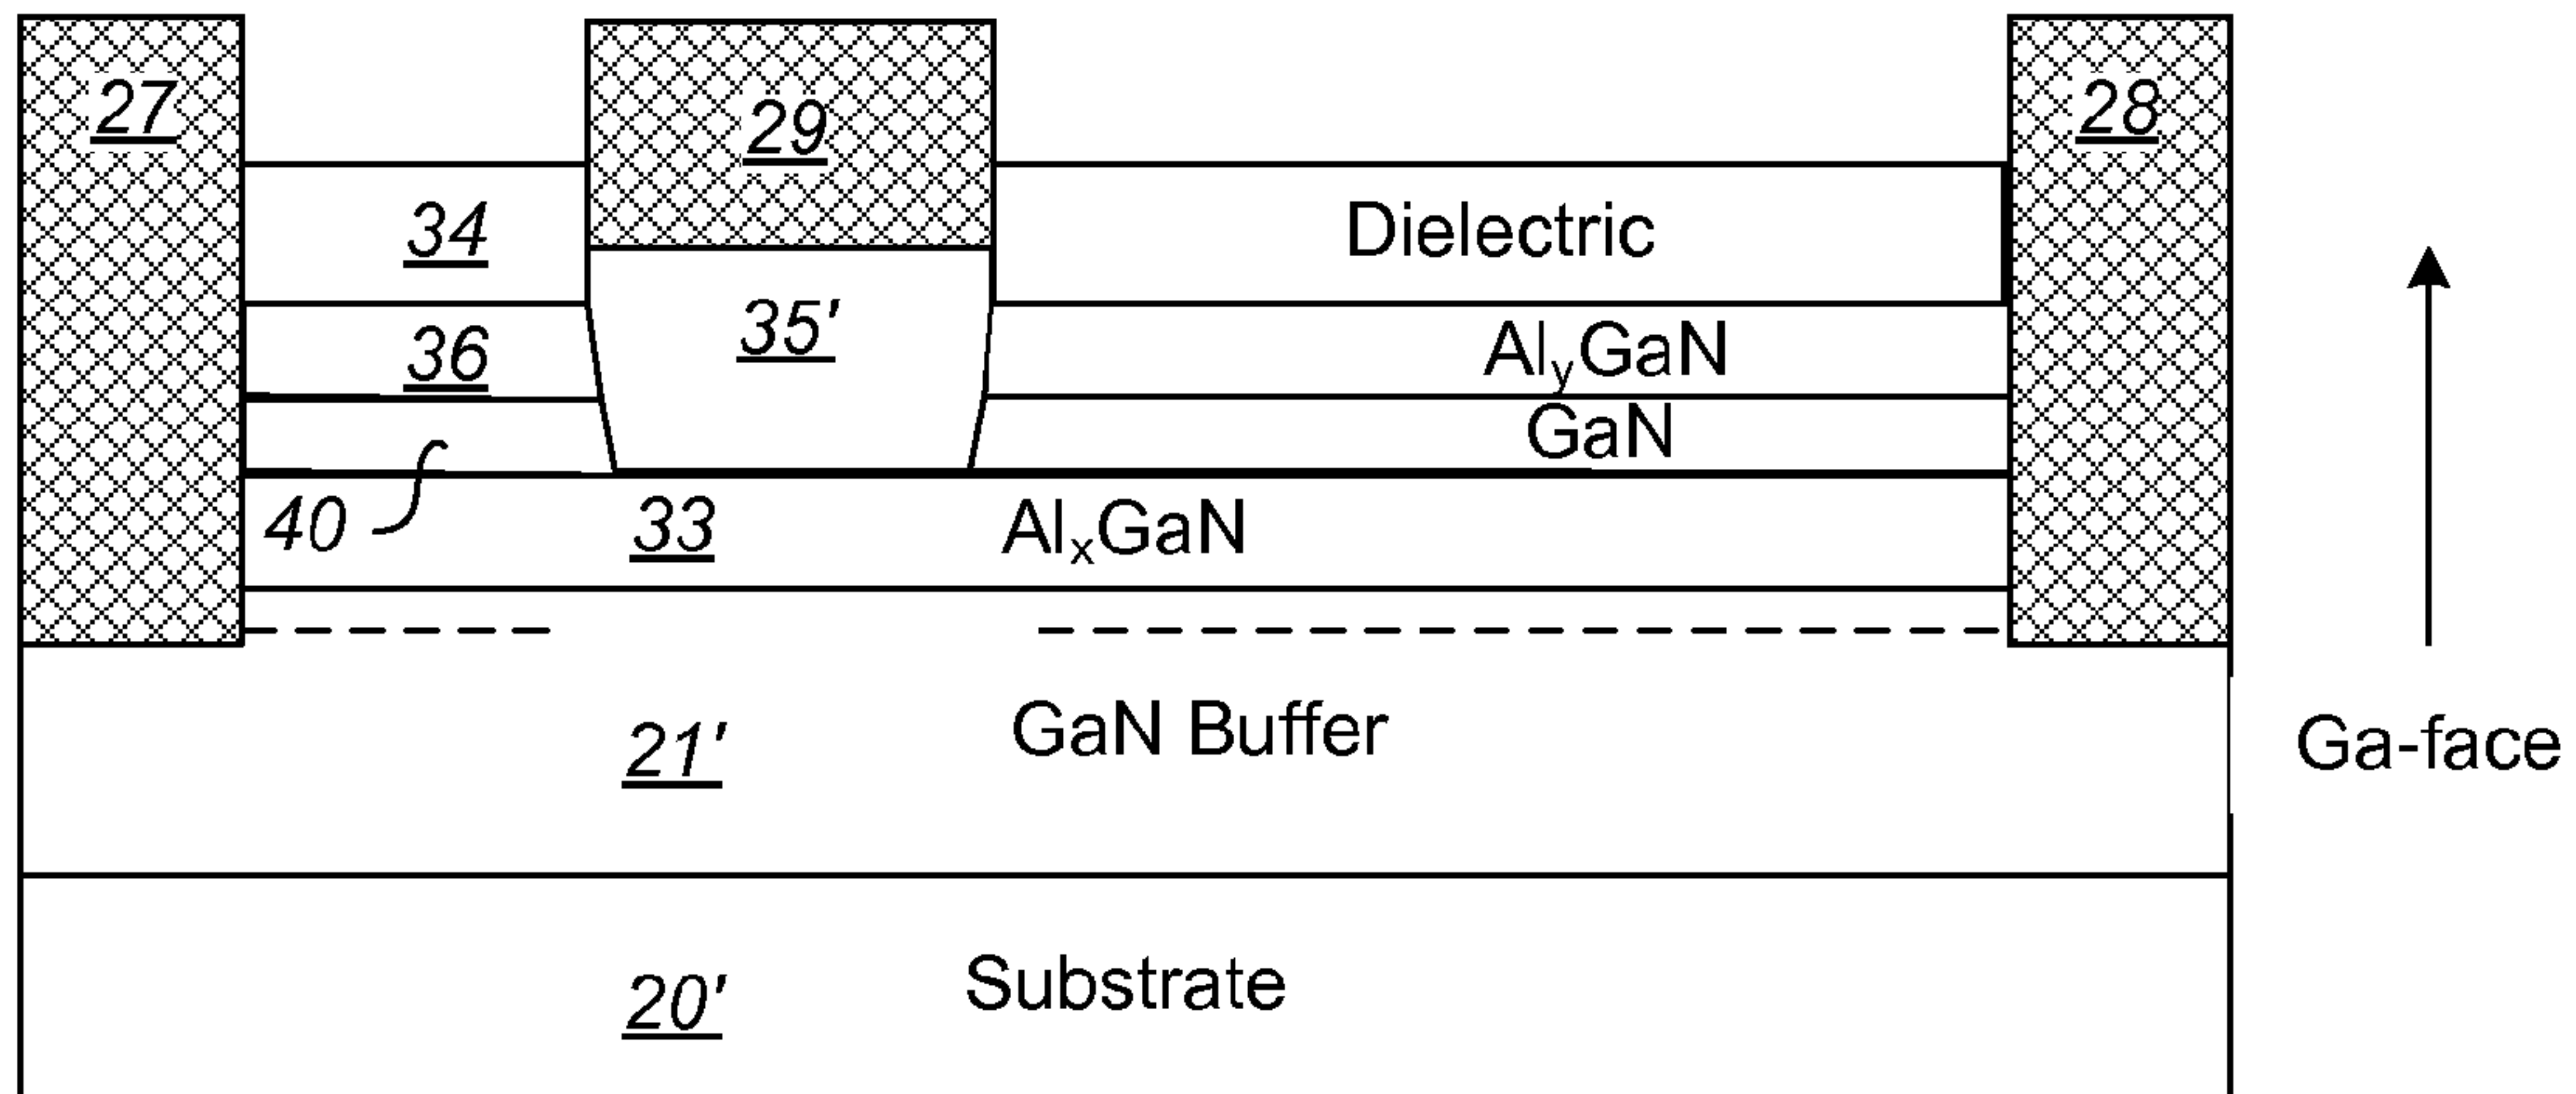 27
29
28
34
Dielectric
35'
36
AlyGaN
GaN
40
33
AlxGaN
21'
GaN Buffer
Ga-face
20'
Substrate